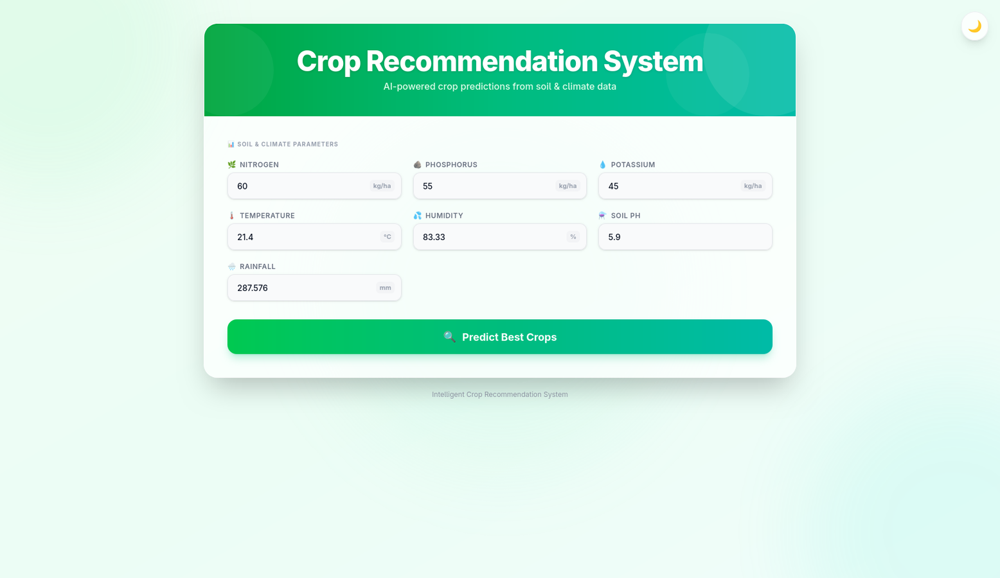 Crop Recommendation System
AI-powered crop predictions from soil & climate data
SOIL & CLIMATE PARAMETERS
NITROGEN
PHOSPHORUS
POTASSIUM
60 kg/ha
55 kg/ha
45 kg/ha
TEMPERATURE
HUMIDITY
SOIL PH
21.4 °C
83.33 %
5.9
RAINFALL
287.576 mm
Predict Best Crops
Intelligent Crop Recommendation System